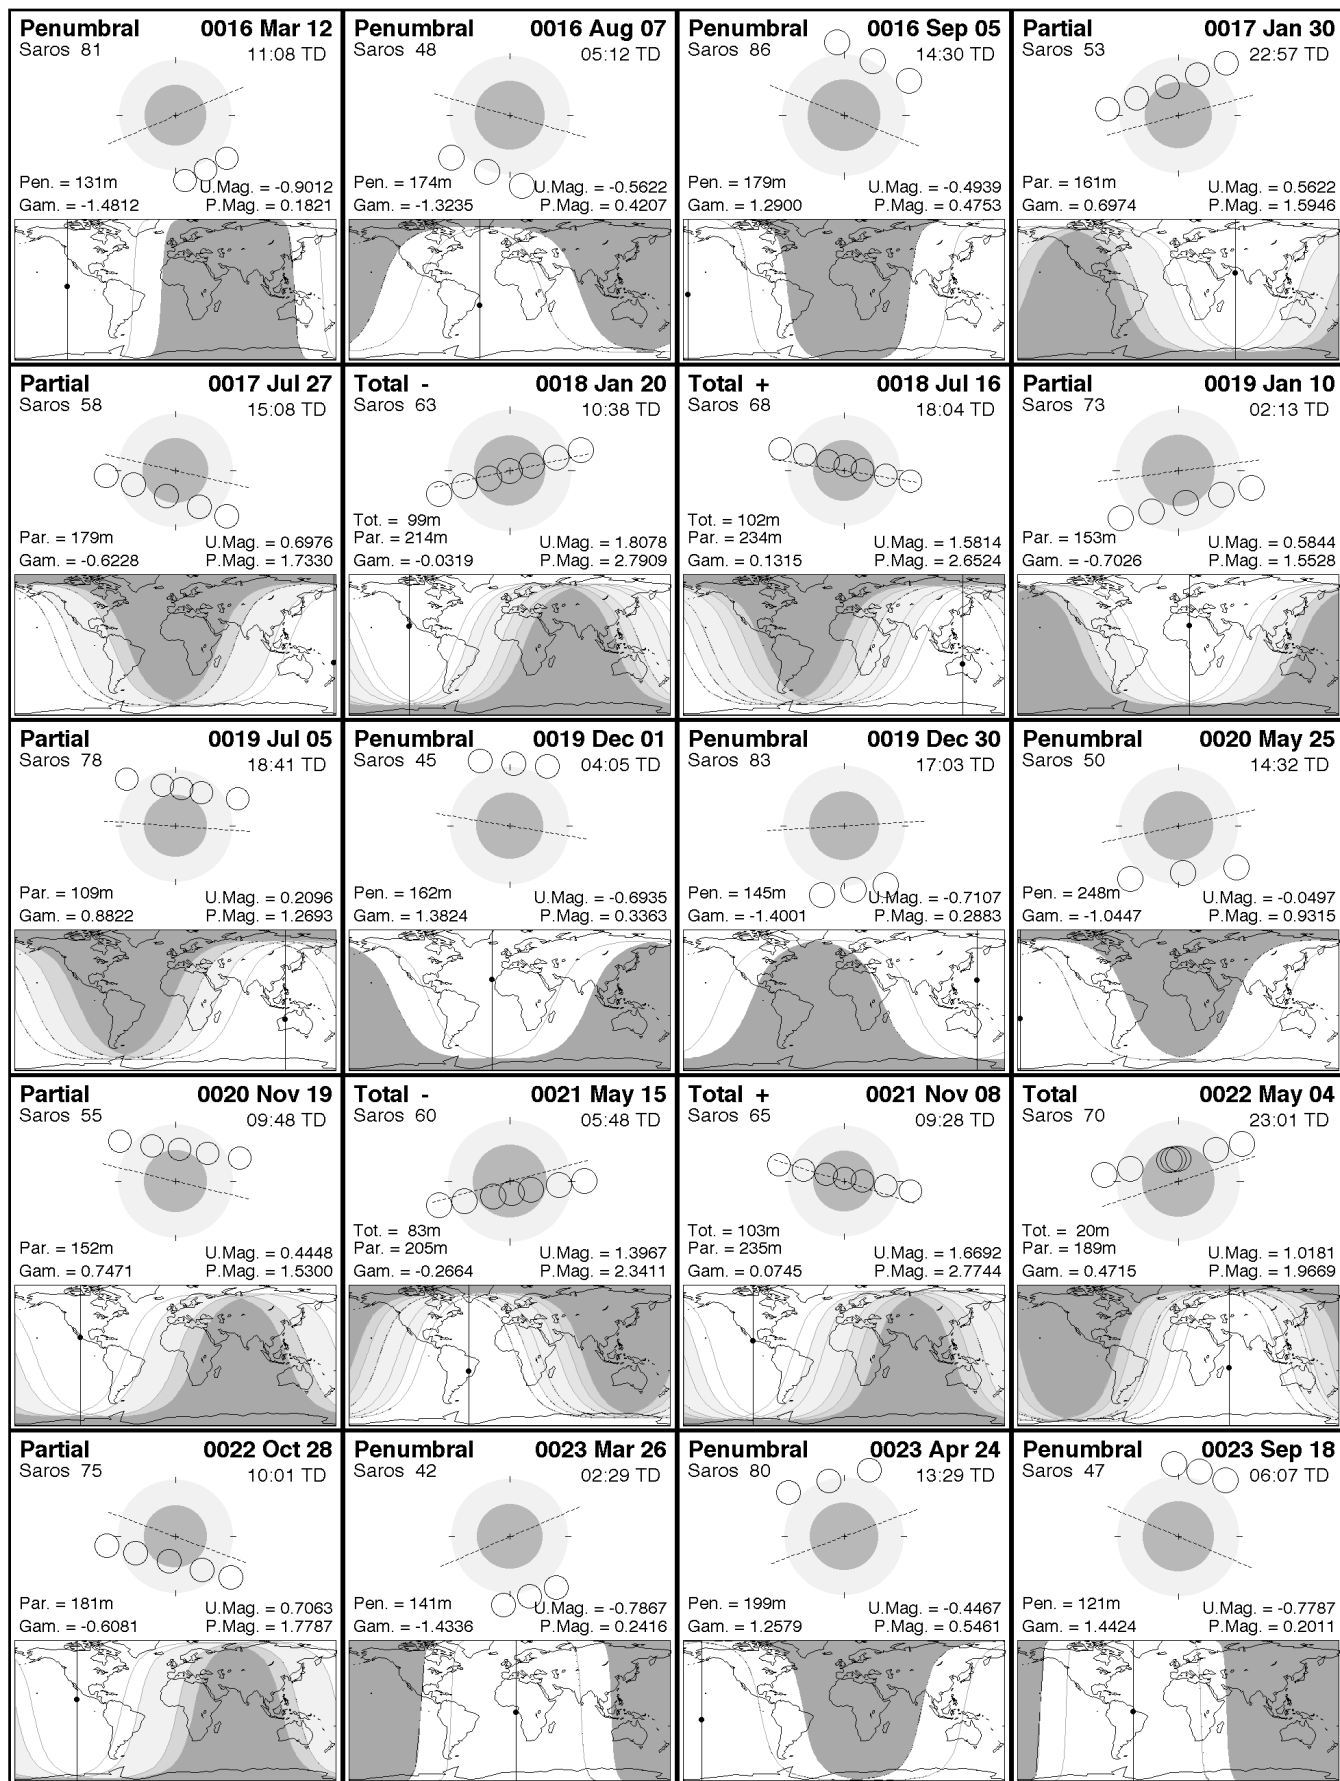 Penumbral 0016 Mar 12
Saros 81 11:08 TD
Pen. = 131m U.Mag. = -0.9012
Gam. = -1.4812 P.Mag. = 0.1821
Penumbral 0016 Aug 07
Saros 48 05:12 TD
Pen. = 174m U.Mag. = -0.5622
Gam. = -1.3235 P.Mag. = 0.4207
Penumbral 0016 Sep 05
Saros 86 14:30 TD
Pen. = 179m U.Mag. = -0.4939
Gam. = 1.2900 P.Mag. = 0.4753
Partial 0017 Jan 30
Saros 53 22:57 TD
Par. = 161m U.Mag. = 0.5622
Gam. = 0.6974 P.Mag. = 1.5946
Partial 0017 Jul 27
Saros 58 15:08 TD
Par. = 179m U.Mag. = 0.6976
Gam. = -0.6228 P.Mag. = 1.7330
Total - 0018 Jan 20
Saros 63 10:38 TD
Tot. = 99m
Par. = 214m U.Mag. = 1.8078
Gam. = -0.0319 P.Mag. = 2.7909
Total + 0018 Jul 16
Saros 68 18:04 TD
Tot. = 102m
Par. = 234m U.Mag. = 1.5814
Gam. = 0.1315 P.Mag. = 2.6524
Partial 0019 Jan 10
Saros 73 02:13 TD
Par. = 153m U.Mag. = 0.5844
Gam. = -0.7026 P.Mag. = 1.5528
Partial 0019 Jul 05
Saros 78 18:41 TD
Par. = 109m U.Mag. = 0.2096
Gam. = 0.8822 P.Mag. = 1.2693
Penumbral 0019 Dec 01
Saros 45 04:05 TD
Pen. = 162m U.Mag. = -0.6935
Gam. = 1.3824 P.Mag. = 0.3363
Penumbral 0019 Dec 30
Saros 83 17:03 TD
Pen. = 145m U.Mag. = -0.7107
Gam. = -1.4001 P.Mag. = 0.2883
Penumbral 0020 May 25
Saros 50 14:32 TD
Pen. = 248m U.Mag. = -0.0497
Gam. = -1.0447 P.Mag. = 0.9315
Partial 0020 Nov 19
Saros 55 09:48 TD
Par. = 152m U.Mag. = 0.4448
Gam. = 0.7471 P.Mag. = 1.5300
Total - 0021 May 15
Saros 60 05:48 TD
Tot. = 83m
Par. = 205m U.Mag. = 1.3967
Gam. = -0.2664 P.Mag. = 2.3411
Total + 0021 Nov 08
Saros 65 09:28 TD
Tot. = 103m
Par. = 235m U.Mag. = 1.6692
Gam. = 0.0745 P.Mag. = 2.7744
Total 0022 May 04
Saros 70 23:01 TD
Tot. = 20m
Par. = 189m U.Mag. = 1.0181
Gam. = 0.4715 P.Mag. = 1.9669
Partial 0022 Oct 28
Saros 75 10:01 TD
Par. = 181m U.Mag. = 0.7063
Gam. = -0.6081 P.Mag. = 1.7787
Penumbral 0023 Mar 26
Saros 42 02:29 TD
Pen. = 141m U.Mag. = -0.7867
Gam. = -1.4336 P.Mag. = 0.2416
Penumbral 0023 Apr 24
Saros 80 13:29 TD
Pen. = 199m U.Mag. = -0.4467
Gam. = 1.2579 P.Mag. = 0.5461
Penumbral 0023 Sep 18
Saros 47 06:07 TD
Pen. = 121m U.Mag. = -0.7787
Gam. = 1.4424 P.Mag. = 0.2011